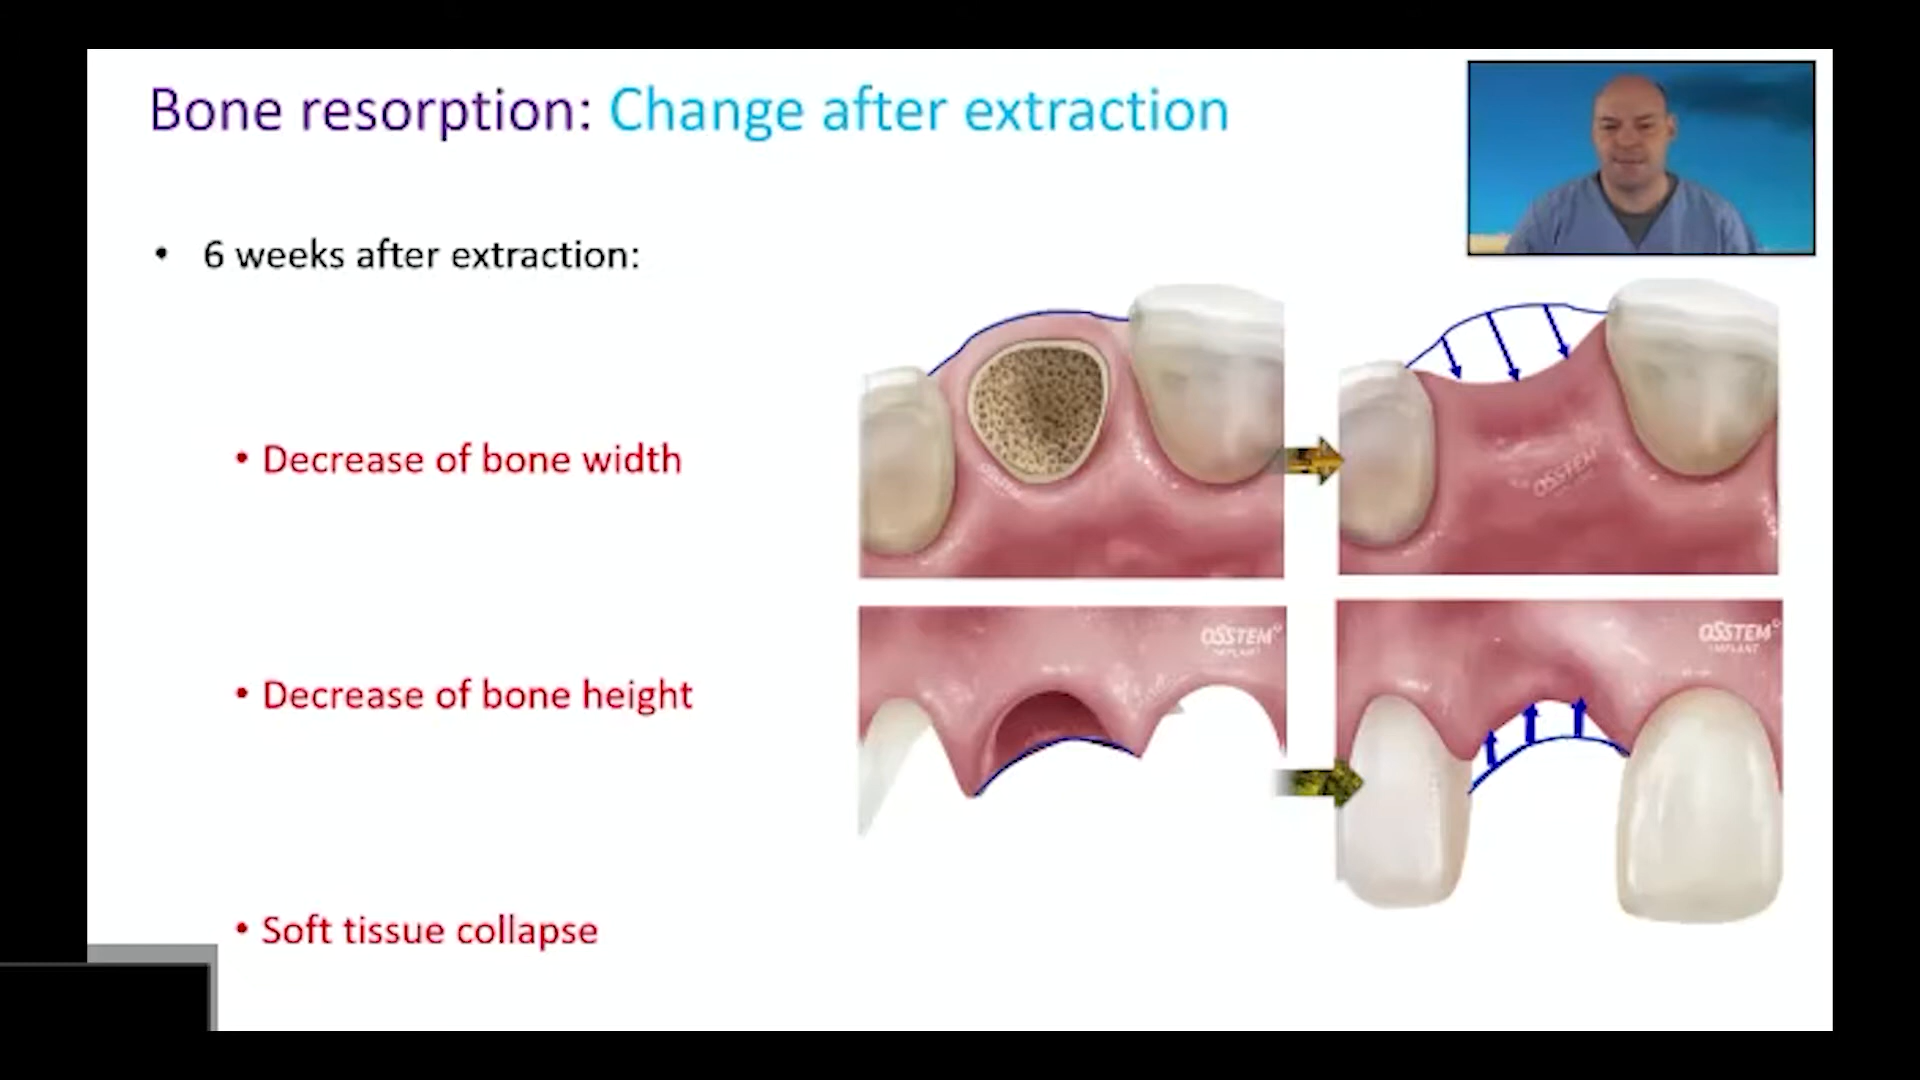 Bone resorption: Change after extraction
• 6 weeks after extraction:
• Decrease of bone width
• Decrease of bone height
• Soft tissue collapse
OSSTEM
OSSTEM
OSSTEM
IMPLANT
OSSTEM
IMPLANT